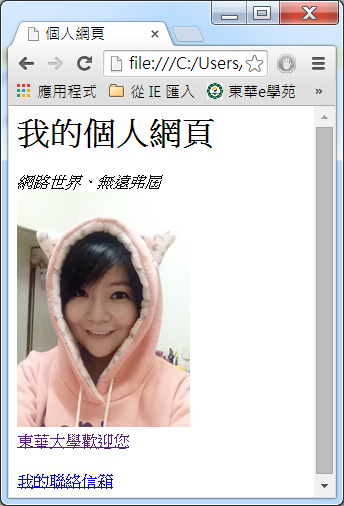 個人網頁
file:///C:/Users/
應用程式 從 IE 匯入 東華e學苑 »
我的個人網頁
網路世界、無遠弗屆
東華大學歡迎您
我的聯絡信箱